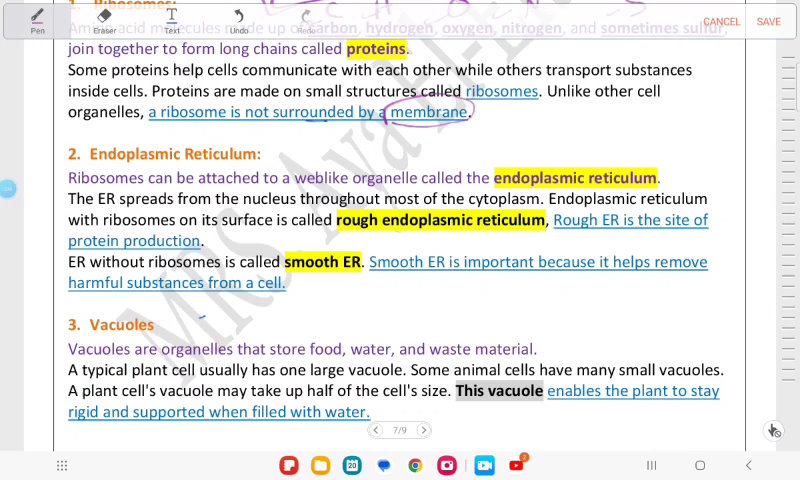 1. Ribosomes:
CANCEL SAVE
Pen Eraser Text Undo Redo
Amino acid molecules made up of carbon, hydrogen, oxygen, nitrogen, and sometimes sulfur,
join together to form long chains called proteins.
Some proteins help cells communicate with each other while others transport substances
inside cells. Proteins are made on small structures called ribosomes. Unlike other cell
organelles, a ribosome is not surrounded by a membrane.
2. Endoplasmic Reticulum:
Ribosomes can be attached to a weblike organelle called the endoplasmic reticulum.
The ER spreads from the nucleus throughout most of the cytoplasm. Endoplasmic reticulum
with ribosomes on its surface is called rough endoplasmic reticulum, Rough ER is the site of
protein production.
ER without ribosomes is called smooth ER. Smooth ER is important because it helps remove
harmful substances from a cell.
3. Vacuoles
Vacuoles are organelles that store food, water, and waste material.
A typical plant cell usually has one large vacuole. Some animal cells have many small vacuoles.
A plant cell's vacuole may take up half of the cell's size. This vacuole enables the plant to stay
rigid and supported when filled with water.
7/9
20
2